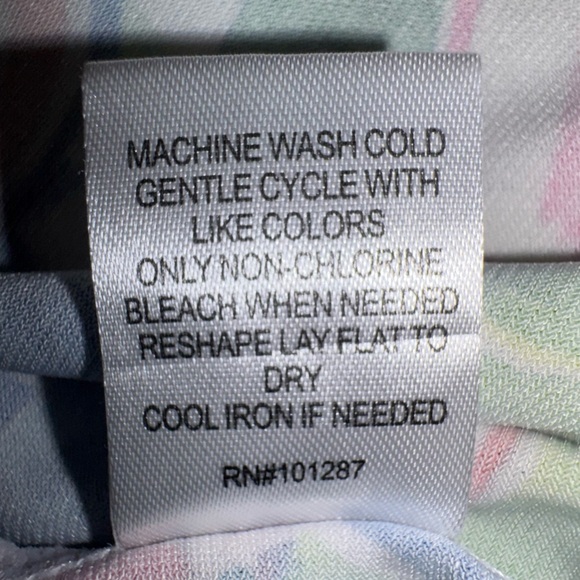 MACHINE WASH COLD
GENTLE CYCLE WITH
LIKE COLORS
ONLY NON-CHLORINE
BLEACH WHEN NEEDED
RESHAPE LAY FLAT TO
DRY
COOL IRON IF NEEDED
RN#101287